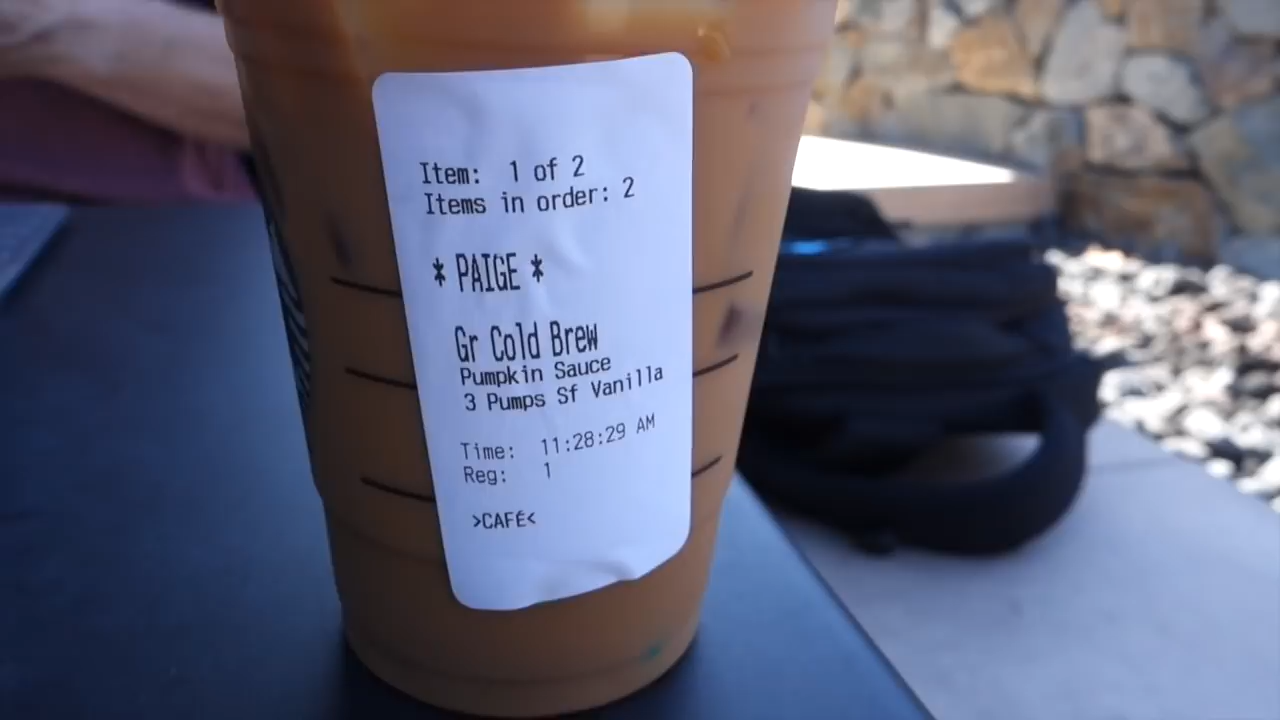 Item: 1 of 2
Items in order: 2
* PAIGE *
Gr Cold Brew
Pumpkin Sauce
3 Pumps Sf Vanilla
Time: 11:28:29 AM
Reg: 1
>CAFÉ<